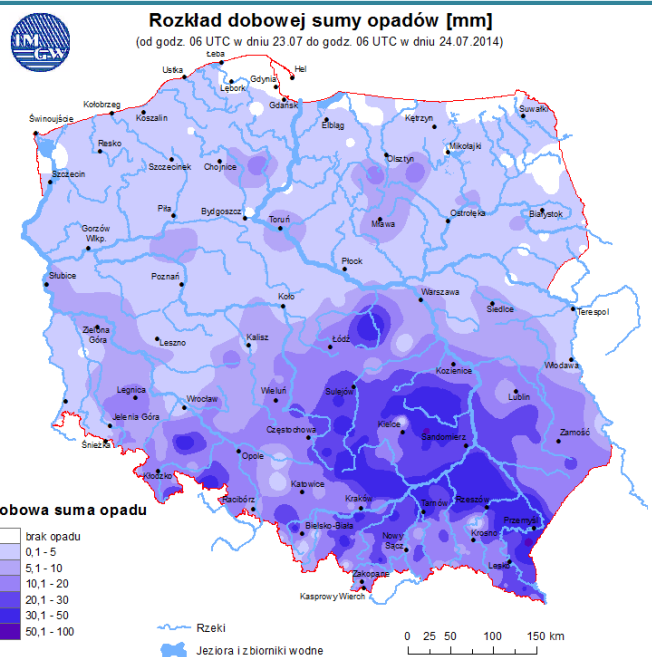 Rozkład dobowej sumy opadów [mm]
(od godz. 06 UTC w dniu 23.07 do godz. 06 UTC w dniu 24.07.2014)
IMGW
Łeba
Ustka
Hel
Gdynia
Lębork
Gdańsk
Suwałki
Kołobrzeg
Koszalin
Świnoujście
Elbląg
Kętrzyn
Resko
Mikołajki
Szczecinek
Chojnice
Olsztyn
Szczecin
Piła
Bydgoszcz
Toruń
Mława
Ostrołęka
Białystok
Gorzów
Wlkp.
Płock
Słubice
Poznań
Koło
Warszawa
Siedlce
Terespol
Zielona
Góra
Leszno
Kalisz
Łódź
Kozienice
Włodawa
Legnica
Wrocław
Wieluń
Sulejów
Lublin
Jelenia Góra
Częstochowa
Kielce
Sandomierz
Zamość
Śnieżka
Opole
Kłodzko
Katowice
Racibórz
Kraków
Tarnów
Rzeszów
Przemyśl
Bielsko-Biała
Nowy
Sącz
Krosno
Lesko
Zakopane
Kasprowy Wierch
obowa suma opadu
brak opadu
0,1 - 5
5,1 - 10
10,1 - 20
20,1 - 30
30,1 - 50
50,1 - 100
Rzeki
Jeziora i zbiorniki wodne
0 25 50 100 150 km